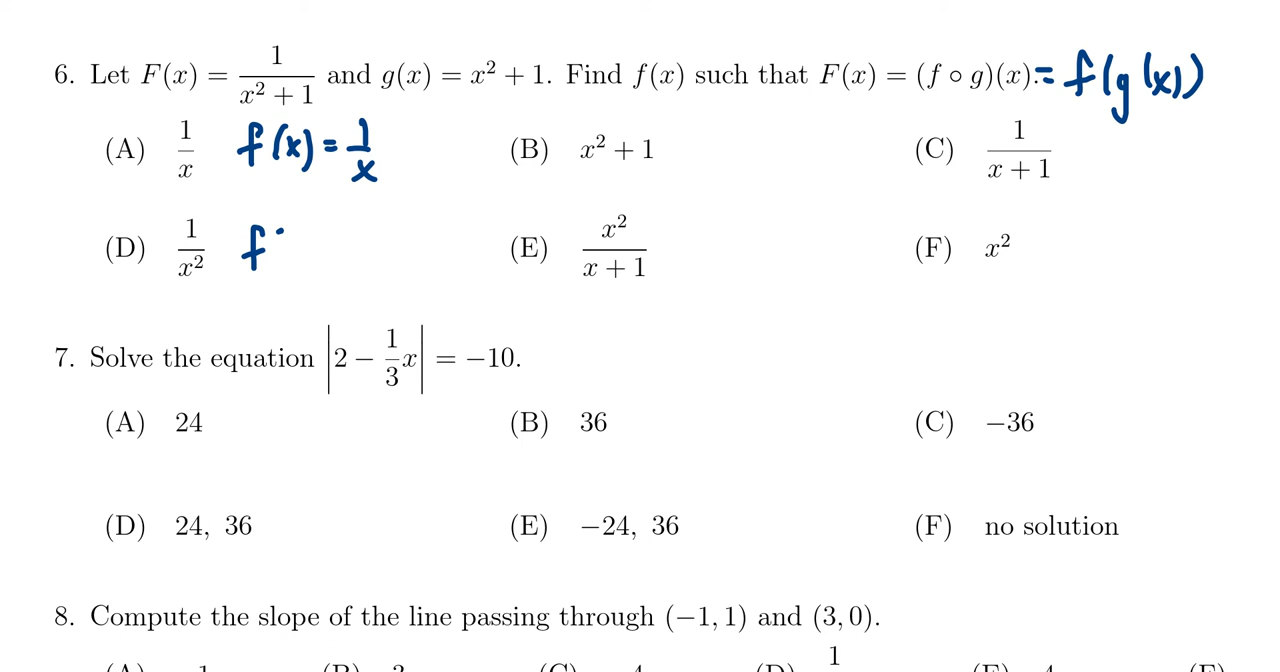 6. Let F(x) = 1/(x² + 1) and g(x) = x² + 1. Find f(x) such that F(x) = (f ∘ g)(x). = f(g(x))
(A) 1/x f(x) = 1/x (B) x² + 1 (C) 1/(x + 1)
(D) 1/x² f (E) x²/(x + 1) (F) x²
7. Solve the equation |2 − 1/3 x| = −10.
(A) 24 (B) 36 (C) −36
(D) 24, 36 (E) −24, 36 (F) no solution
8. Compute the slope of the line passing through (−1, 1) and (3, 0).